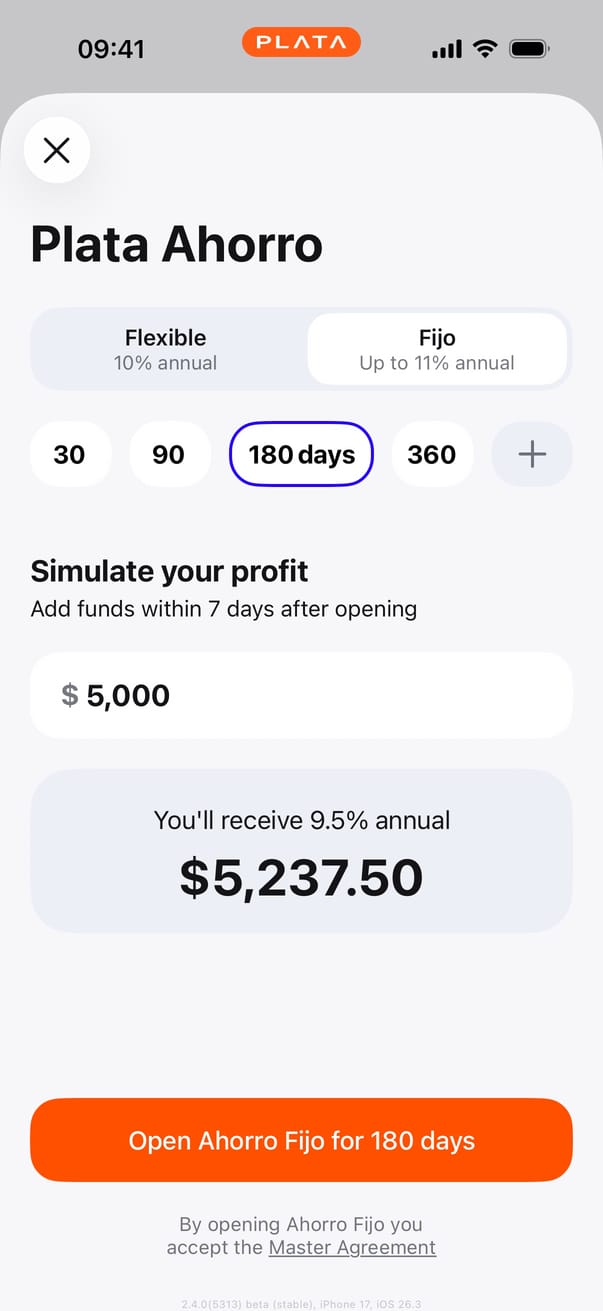 09:41
PLATA
Plata Ahorro
Flexible
10% annual
Fijo
Up to 11% annual
30
90
180 days
360
Simulate your profit
Add funds within 7 days after opening
$ 5,000
You'll receive 9.5% annual
$5,237.50
Open Ahorro Fijo for 180 days
By opening Ahorro Fijo you
accept the Master Agreement
2.4.0(5313) beta (stable), iPhone 17, iOS 26.3